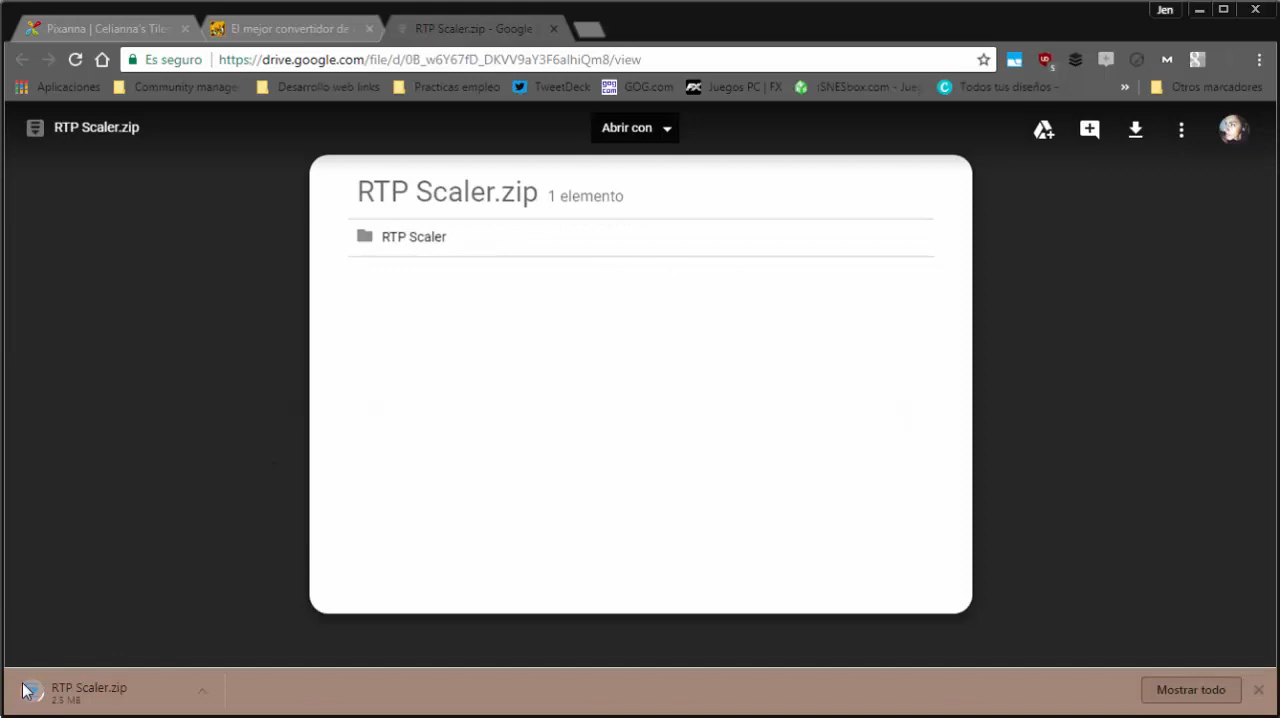 Jen
Pixanna | Celianna's Tile
El mejor convertidor de
RTP Scaler.zip - Google
Es seguro
https://drive.google.com/file/d/0B_w6Y67fD_DKVV9aY3F6alhiQm8/view
Aplicaciones
Community manage
Desarrollo web links
Practicas empleo
TweetDeck
GOG.com
Juegos PC | FX
iSNESbox.com - Jueg
Todos tus diseños -
»
Otros marcadores
RTP Scaler.zip
Abrir con
RTP Scaler.zip 1 elemento
RTP Scaler
RTP Scaler.zip
2.5 MB
Mostrar todo